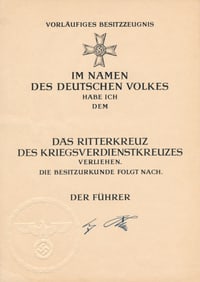 VORLÄUFIGES BESITZZEUGNIS
IM NAMEN
DES DEUTSCHEN VOLKES
HABE ICH
DEM
DAS RITTERKREUZ
DES KRIEGSVERDIENSTKREUZES
VERLIEHEN.
DIE BESITZURKUNDE FOLGT NACH.
DER FÜHRER